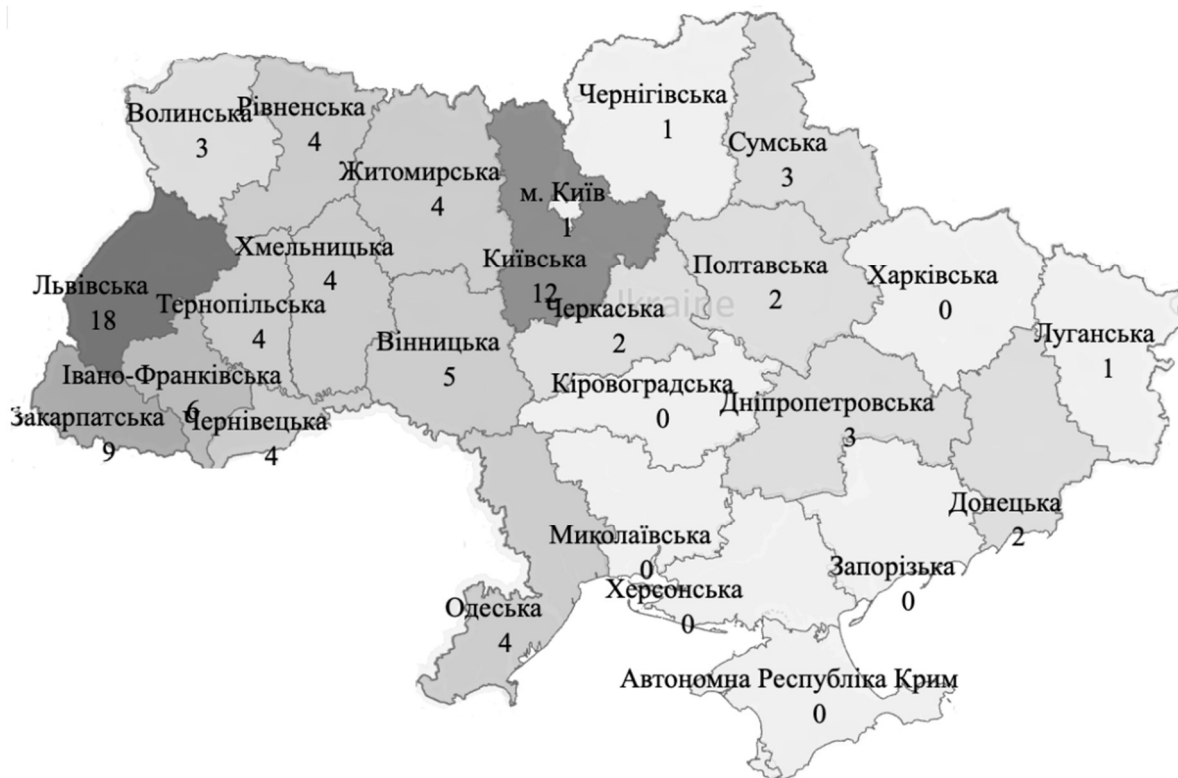 Чернігівська
1
Волинська
3
Рівненська
4
Сумська
3
Житомирська
4
м. Київ
1
Київська
12
Хмельницька
4
Львівська
18
Тернопільська
4
Полтавська
2
Харківська
0
Ukraine
Черкаська
2
Луганська
1
Вінницька
5
Івано-Франківська
6
Кіровоградська
0
Закарпатська
9
Чернівецька
4
Дніпропетровська
3
Донецька
2
Миколаївська
0
Запорізька
0
Херсонська
0
Одеська
4
Автономна Республіка Крим
0